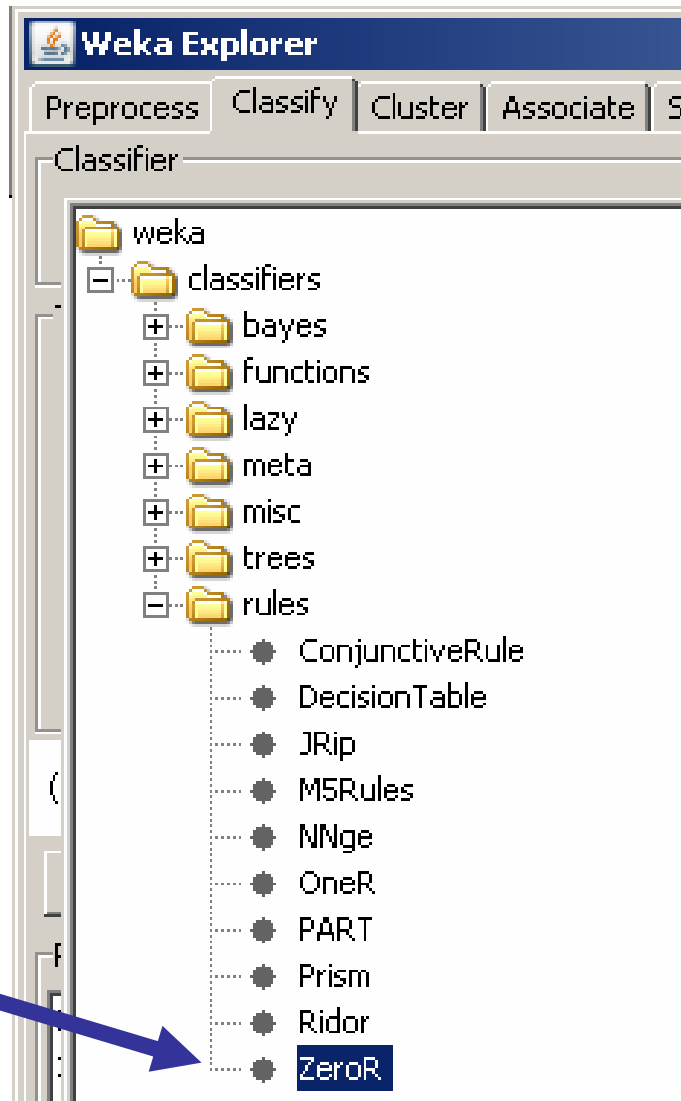 Weka Explorer
Preprocess Classify Cluster Associate S
Classifier
weka
classifiers
bayes
functions
lazy
meta
misc
trees
rules
ConjunctiveRule
DecisionTable
JRip
M5Rules
NNge
OneR
PART
Prism
Ridor
ZeroR